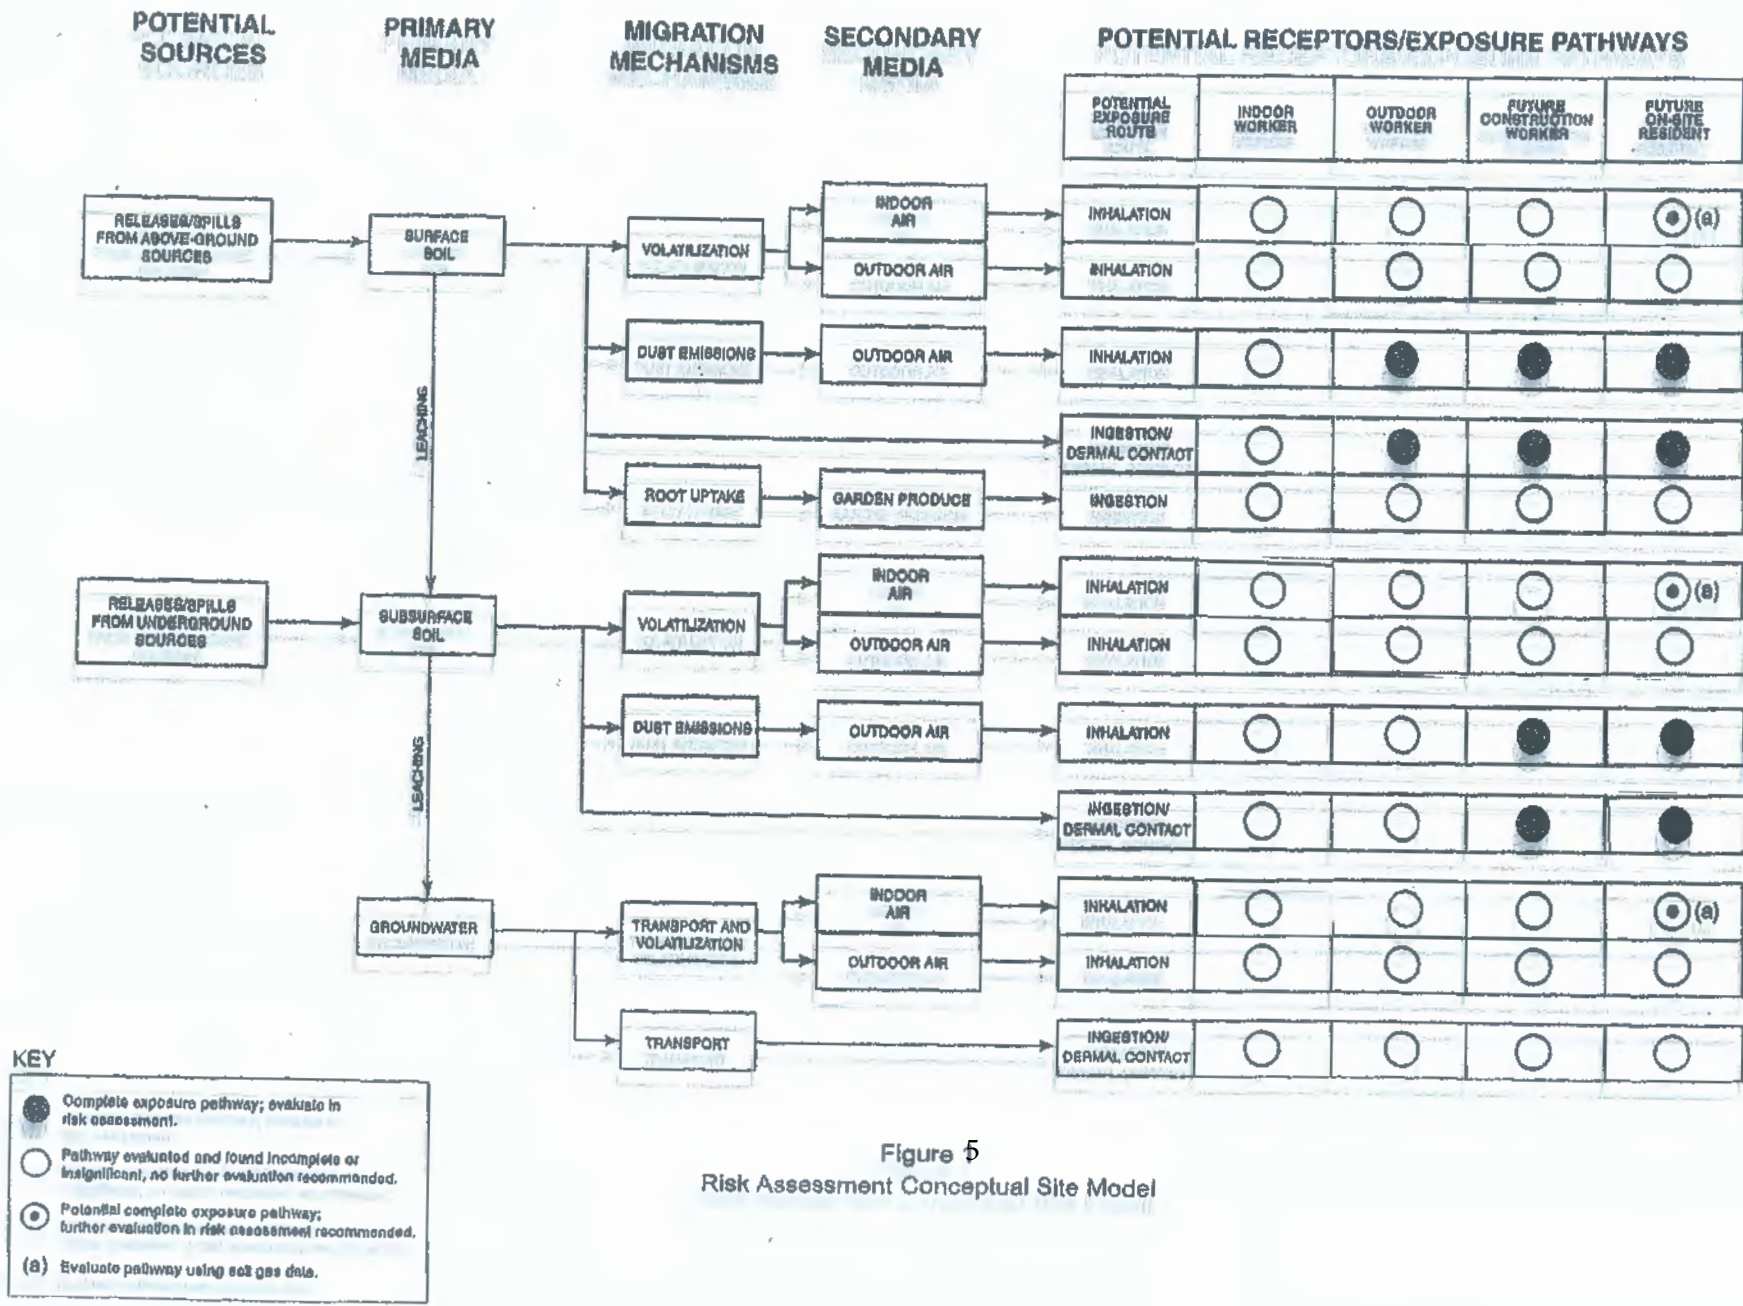 POTENTIAL
SOURCES
PRIMARY
MEDIA
MIGRATION
MECHANISMS
SECONDARY
MEDIA
POTENTIAL RECEPTORS/EXPOSURE PATHWAYS
POTENTIAL
EXPOSURE
ROUTE
INDOOR
WORKER
OUTDOOR
WORKER
FUTURE
CONSTRUCTION
WORKER
FUTURE
ON-SITE
RESIDENT
RELEASES/SPILLS
FROM ABOVE-GROUND
SOURCES
SURFACE
SOIL
VOLATILIZATION
INDOOR
AIR
INHALATION
(a)
OUTDOOR AIR
INHALATION
DUST EMISSIONS
OUTDOOR AIR
INHALATION
LEACHING
INGESTION/
DERMAL CONTACT
ROOT UPTAKE
GARDEN PRODUCE
INGESTION
RELEASES/SPILLS
FROM UNDERGROUND
SOURCES
SUBSURFACE
SOIL
VOLATILIZATION
INDOOR
AIR
INHALATION
(a)
OUTDOOR AIR
INHALATION
DUST EMISSIONS
OUTDOOR AIR
INHALATION
LEACHING
INGESTION/
DERMAL CONTACT
GROUNDWATER
TRANSPORT AND
VOLATILIZATION
INDOOR
AIR
INHALATION
(a)
OUTDOOR AIR
INHALATION
TRANSPORT
INGESTION/
DERMAL CONTACT
KEY
Complete exposure pathway; evaluate in
risk assessment.
Pathway evaluated and found incomplete or
insignificant, no further evaluation recommended.
Potential complete exposure pathway;
further evaluation in risk assessment recommended.
(a) Evaluate pathway using soil gas data.
Figure 5
Risk Assessment Conceptual Site Model